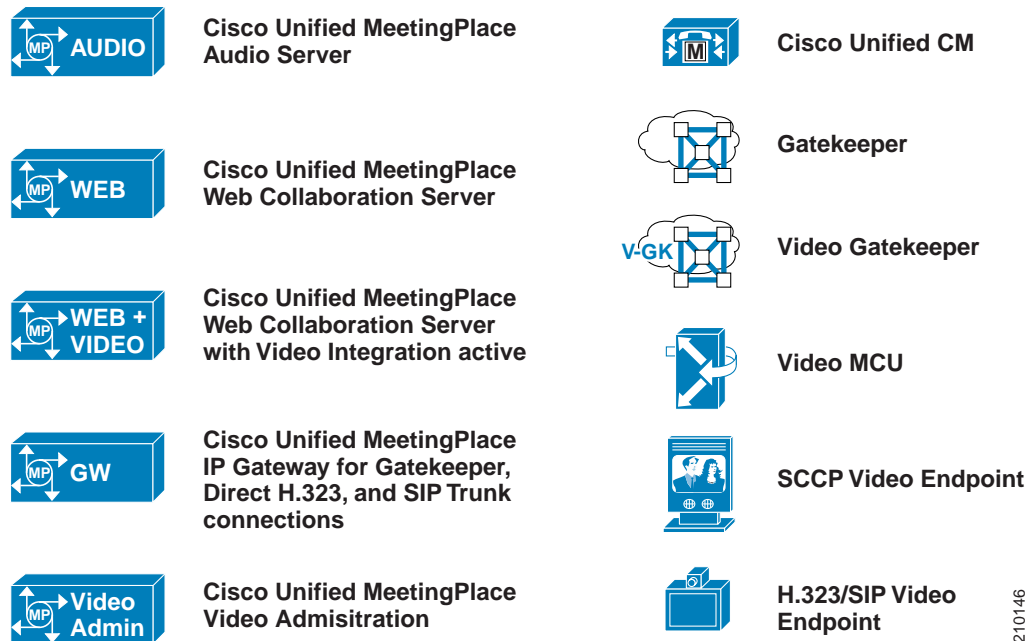 MP AUDIO
Cisco Unified MeetingPlace
Audio Server
MP WEB
Cisco Unified MeetingPlace
Web Collaboration Server
MP WEB +
VIDEO
Cisco Unified MeetingPlace
Web Collaboration Server
with Video Integration active
MP GW
Cisco Unified MeetingPlace
IP Gateway for Gatekeeper,
Direct H.323, and SIP Trunk
connections
MP Video
Admin
Cisco Unified MeetingPlace
Video Admisitration
M
Cisco Unified CM
Gatekeeper
V-GK
Video Gatekeeper
Video MCU
SCCP Video Endpoint
H.323/SIP Video
Endpoint
210146